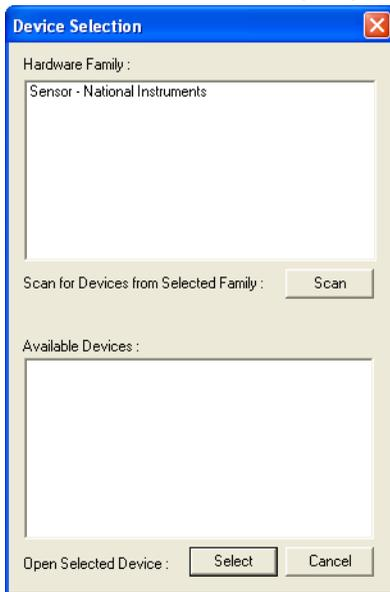 Device Selection
Hardware Family :
Sensor - National Instruments
Scan for Devices from Selected Family : Scan
Available Devices :
Open Selected Device : Select Cancel